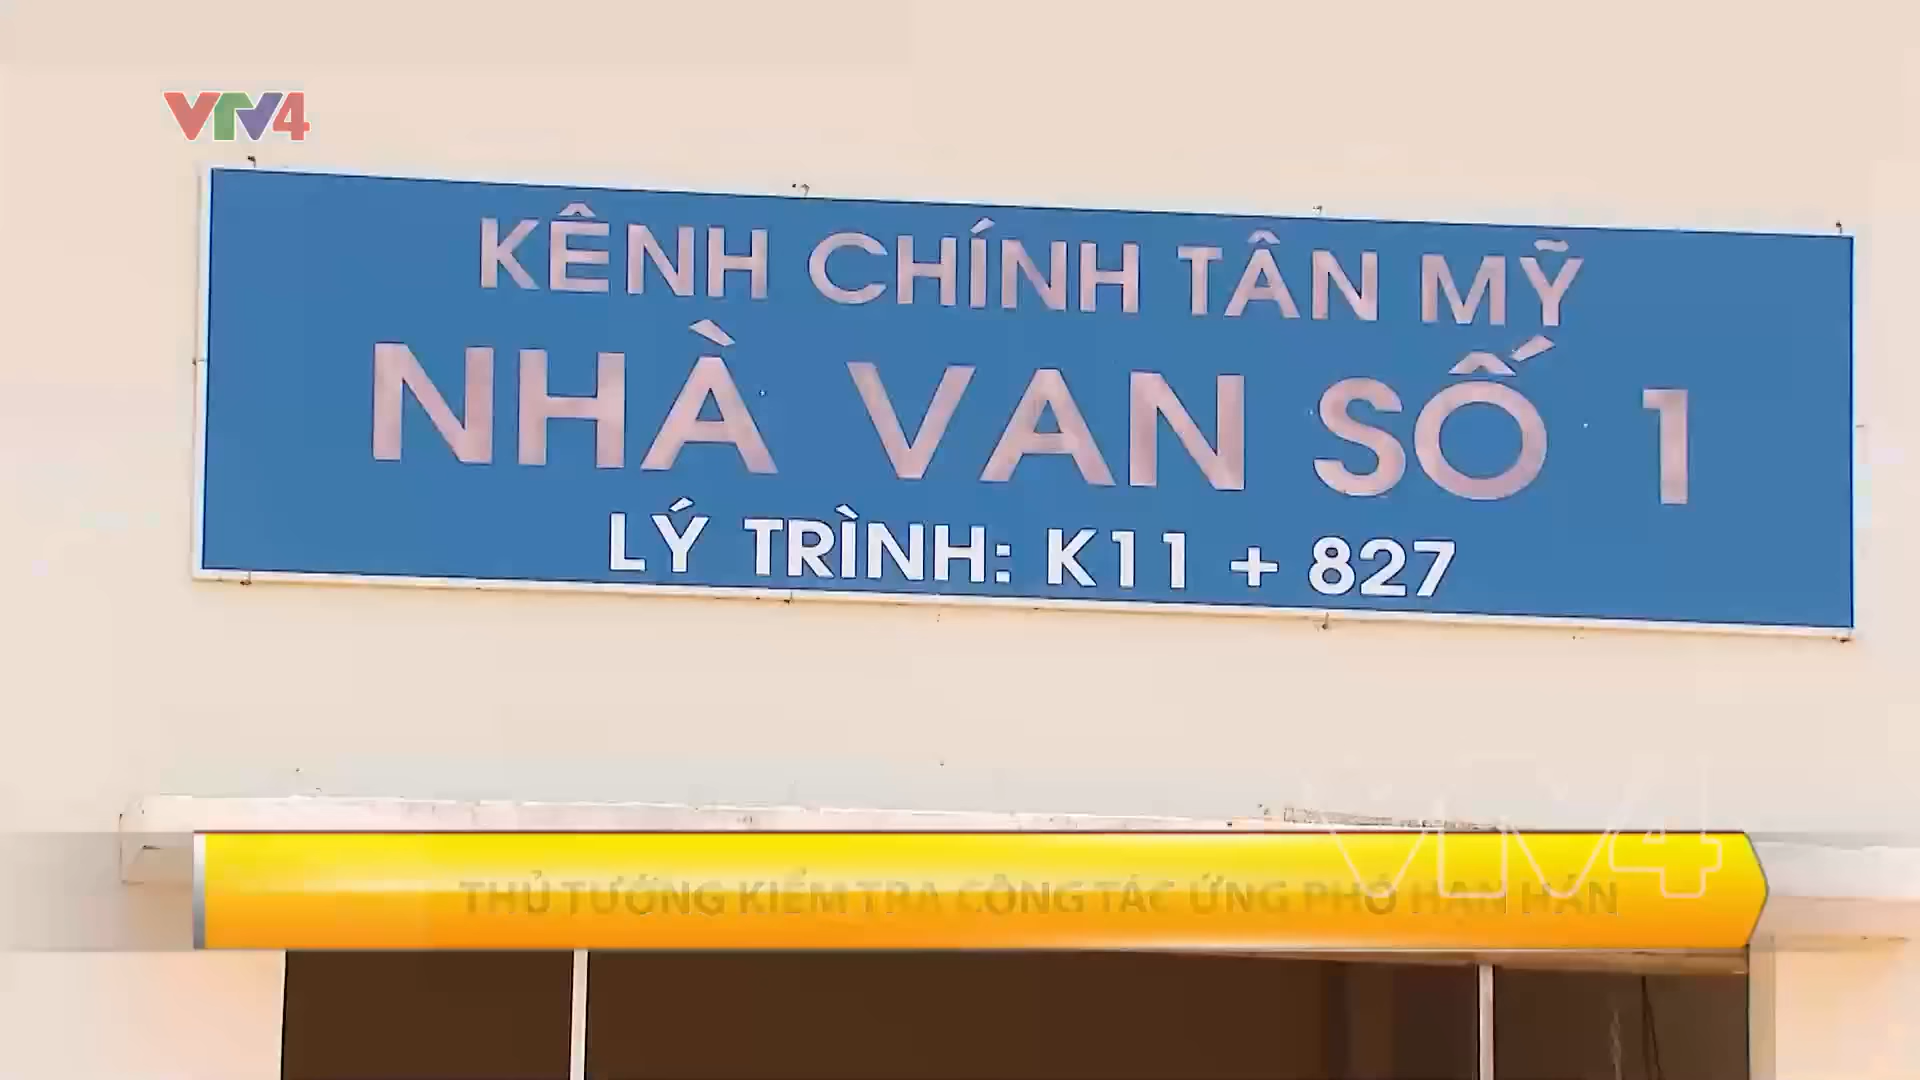 VTV4
KÊNH CHÍNH TÂN MỸ
NHÀ VAN SỐ 1
LÝ TRÌNH: K11 + 827
VTV4
THỦ TƯỚNG KIỂM TRA CÔNG TÁC ỨNG PHÓ HẠN HÁN